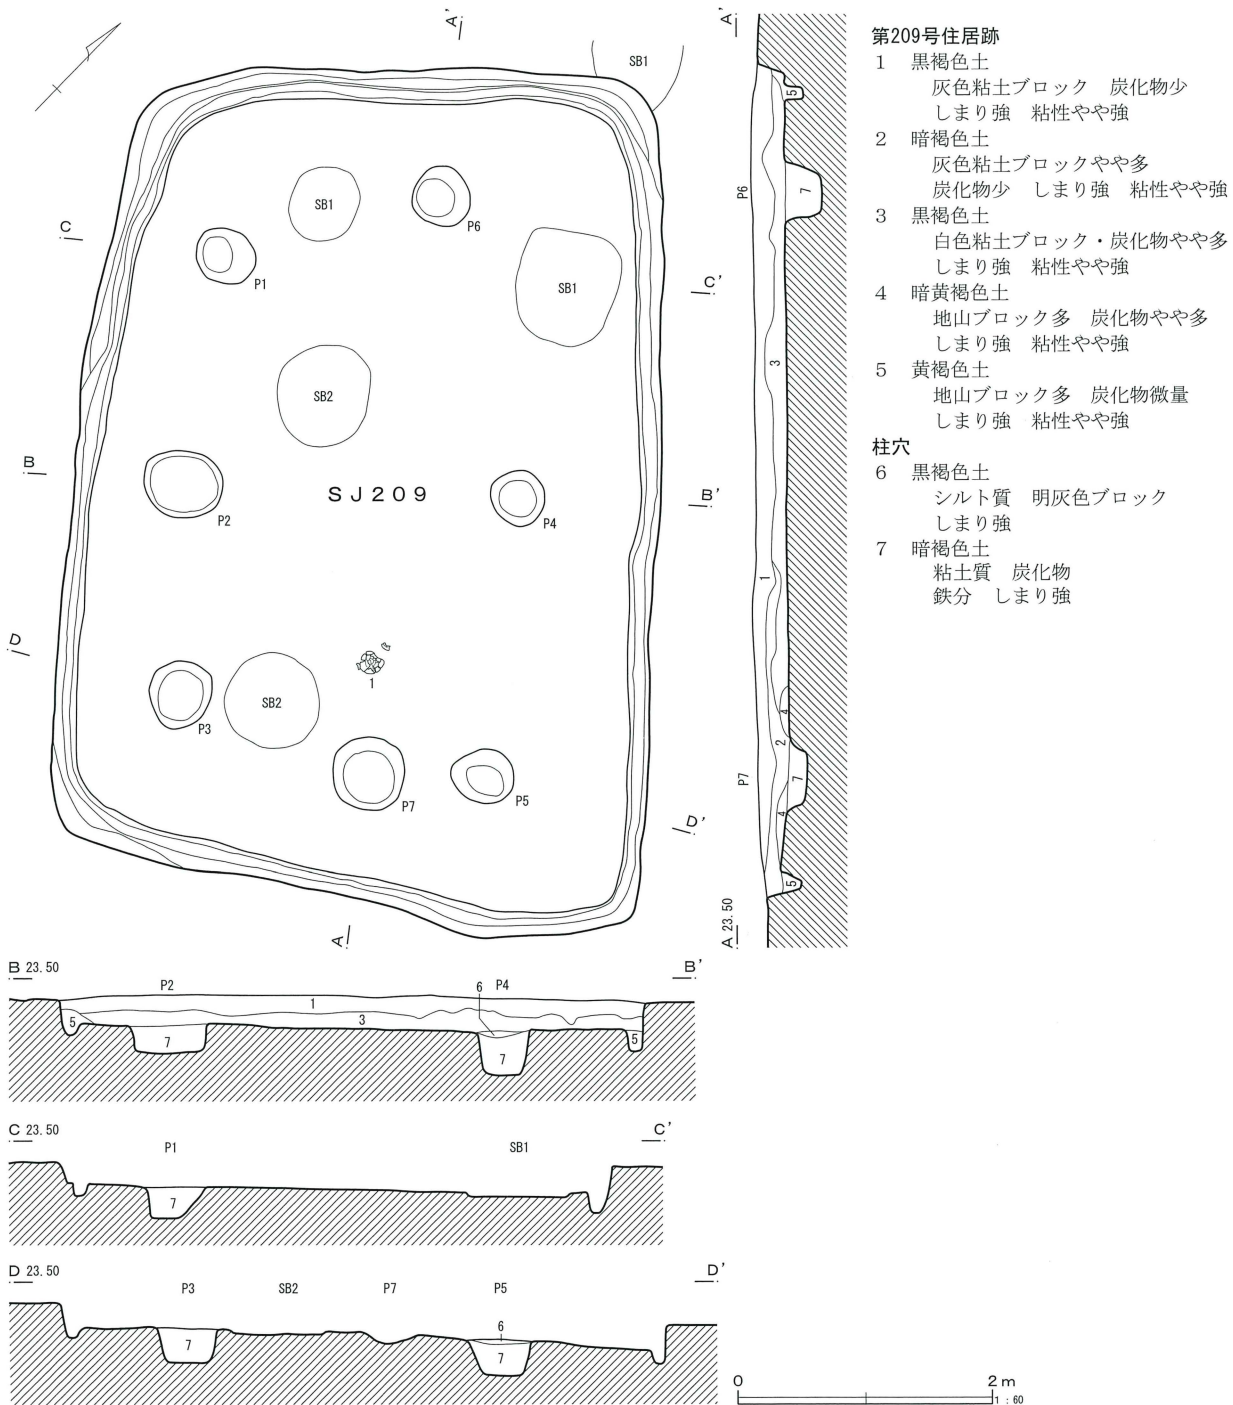 第209号住居跡
1 黒褐色土
灰色粘土ブロック 炭化物少
しまり強 粘性やや強
2 暗褐色土
灰色粘土ブロックやや多
炭化物少 しまり強 粘性やや強
3 黒褐色土
白色粘土ブロック・炭化物やや多
しまり強 粘性やや強
4 暗黄褐色土
地山ブロック多 炭化物やや多
しまり強 粘性やや強
5 黄褐色土
地山ブロック多 炭化物微量
しまり強 粘性やや強
柱穴
6 黒褐色土
シルト質 明灰色ブロック
しまり強
7 暗褐色土
粘土質 炭化物
鉄分 しまり強
A'
SB1
SB1
P6
C
P1
SB1
C'
SB2
B
P2
SJ209
P4
B'
D
1
P3
SB2
P7
P5
D'
A
A'
5
P6
7
3
1
4
2
P7
7
4
5
A 23.50
B 23.50
P2
6
P4
B'
1
3
5
7
7
5
C 23.50
P1
SB1
C'
7
D 23.50
P3
SB2
P7
P5
D'
6
7
7
0
2m
1:60